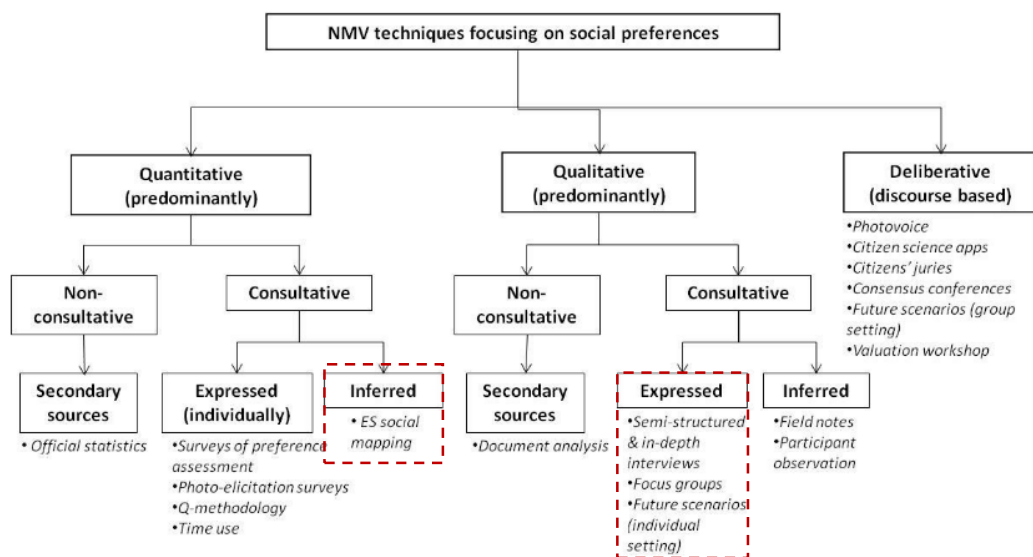 NMV techniques focusing on social preferences
Quantitative
(predominantly)
Qualitative
(predominantly)
Deliberative
(discourse based)
•Photovoice
•Citizen science apps
•Citizens' juries
•Consensus conferences
•Future scenarios (group
setting)
•Valuation workshop
Non-
consultative
Consultative
Non-
consultative
Consultative
Secondary
sources
•Official statistics
Expressed
(individually)
•Surveys of preference
assessment
•Photo-elicitation surveys
•Q-methodology
•Time use
Inferred
•ES social
mapping
Secondary
sources
•Document analysis
Expressed
•Semi-structured
& in-depth
interviews
•Focus groups
•Future scenarios
(individual
setting)
Inferred
•Field notes
•Participant
observation